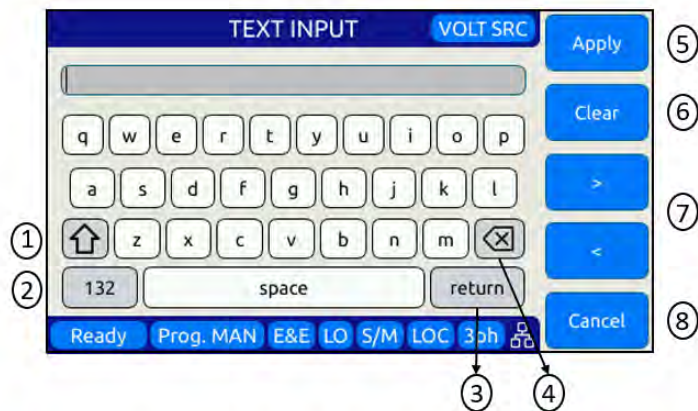 TEXT INPUT VOLT SRC Apply 5
Clear 6
q w e r t y u i o p
a s d f g h j k l >
1 z x c v b n m 7
<
2 132 space return
Cancel 8
Ready Prog. MAN E&E LO S/M LOC 3ph
3 4